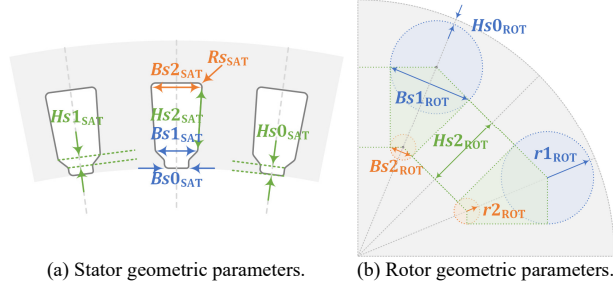 Rs_SAT
Bs2_SAT
Hs1_SAT
Hs2_SAT
Bs1_SAT
Hs0_SAT
Bs0_SAT
(a) Stator geometric parameters.
Hs0_ROT
Bs1_ROT
Hs2_ROT
r1_ROT
Bs2_ROT
r2_ROT
(b) Rotor geometric parameters.